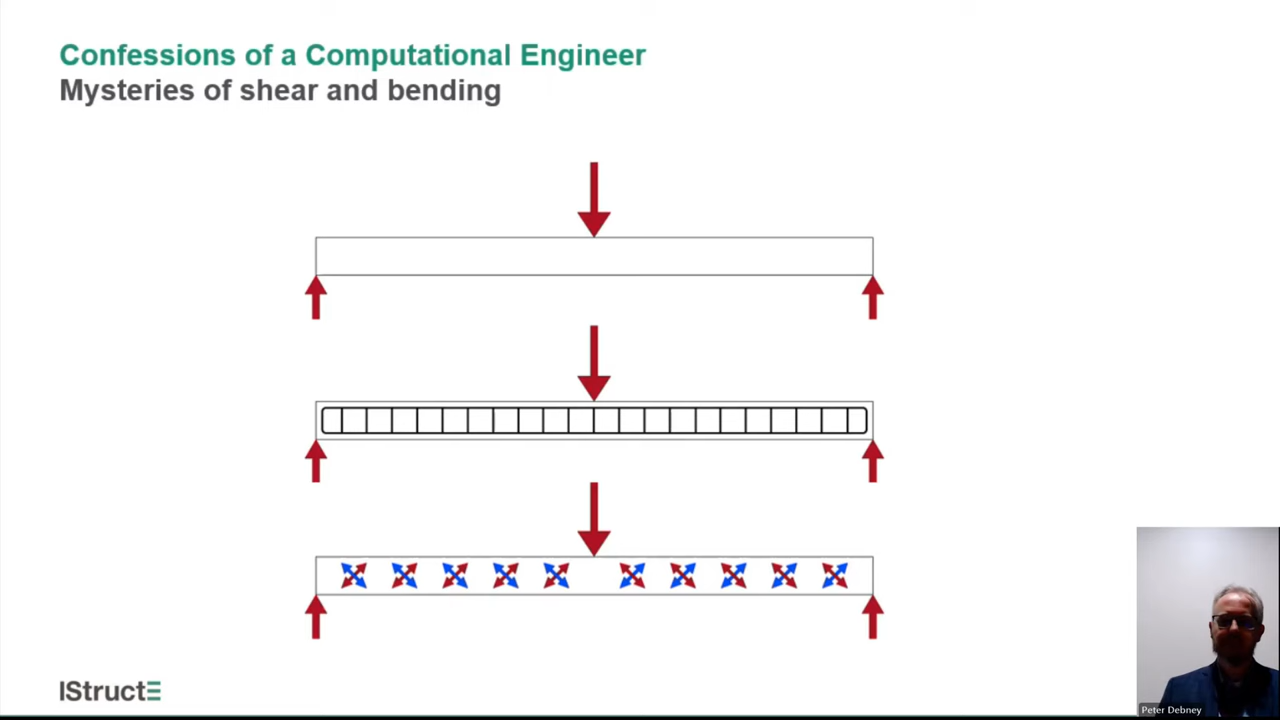 Confessions of a Computational Engineer
Mysteries of shear and bending
IStructE
Peter Debney